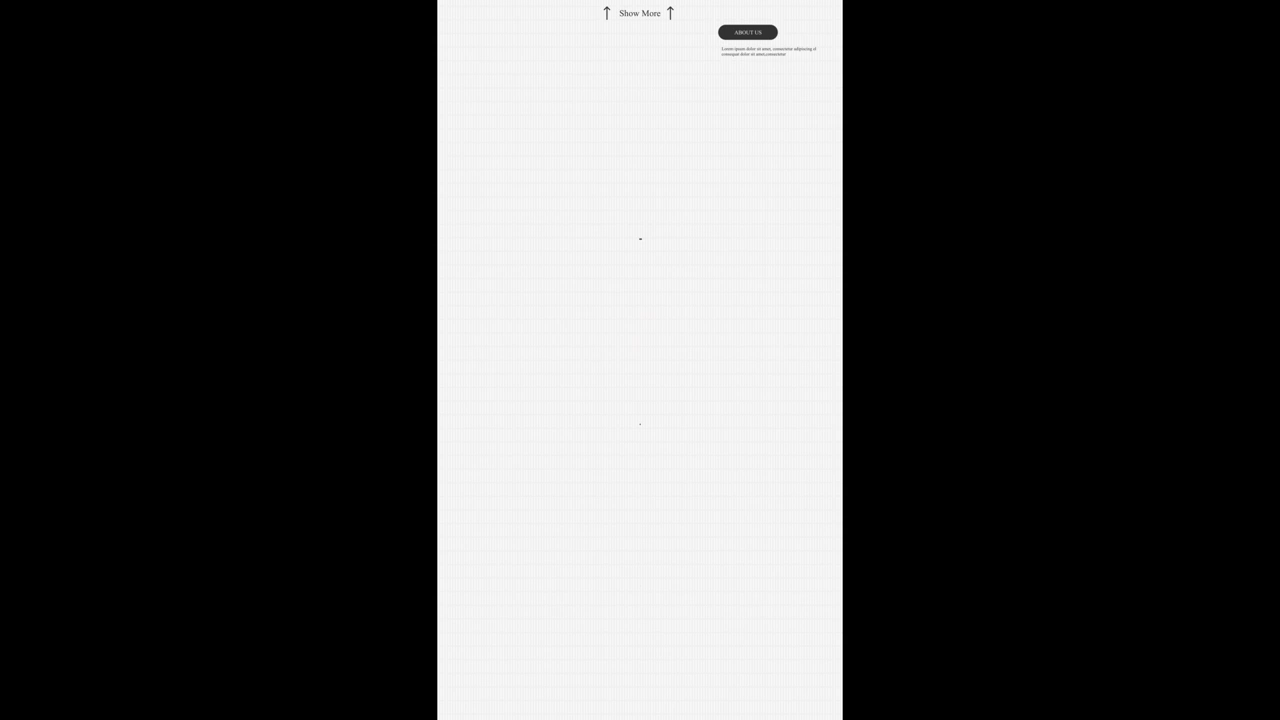 ↑ Show More ↑
ABOUT US
Lorem ipsum dolor sit amet, consectetur adipiscing el
consequat dolor sit amet,consectetur